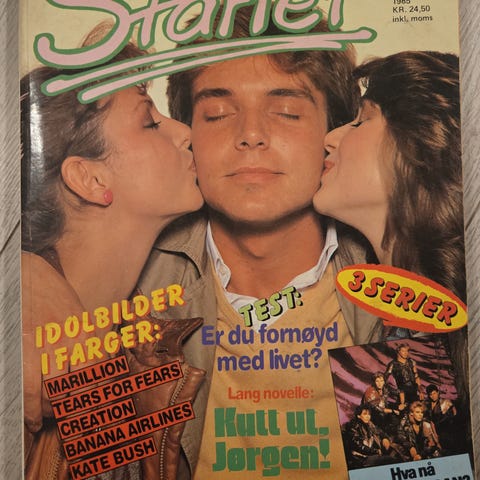 Starlet
1985
KR. 24,50
inkl. moms
3 SERIER
IDOLBILDER
I FARGER:
MARILLION
TEARS FOR FEARS
CREATION
BANANA AIRLINES
KATE BUSH
TEST:
Er du fornøyd
med livet?
Lang novelle:
Kutt ut,
Jørgen!
Hva nå